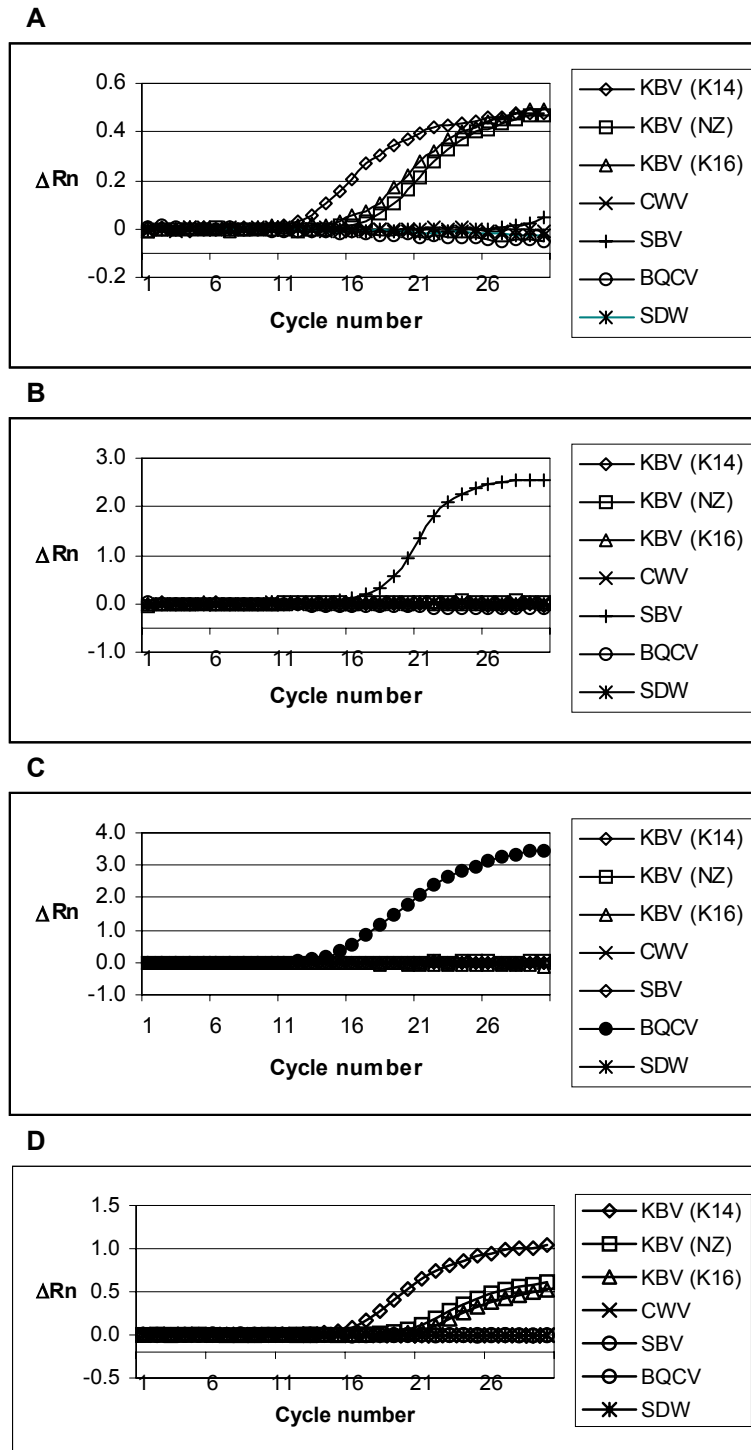 A
0.6
0.4
0.2
0
-0.2
ΔRn
1 6 11 16 21 26
Cycle number
KBV (K14)
KBV (NZ)
KBV (K16)
CWV
SBV
BQCV
SDW
B
3.0
2.0
1.0
0.0
-1.0
ΔRn
1 6 11 16 21 26
Cycle number
KBV (K14)
KBV (NZ)
KBV (K16)
CWV
SBV
BQCV
SDW
C
4.0
3.0
2.0
1.0
0.0
-1.0
ΔRn
1 6 11 16 21 26
Cycle number
KBV (K14)
KBV (NZ)
KBV (K16)
CWV
SBV
BQCV
SDW
D
1.5
1.0
0.5
0.0
-0.5
ΔRn
1 6 11 16 21 26
Cycle number
KBV (K14)
KBV (NZ)
KBV (K16)
CWV
SBV
BQCV
SDW